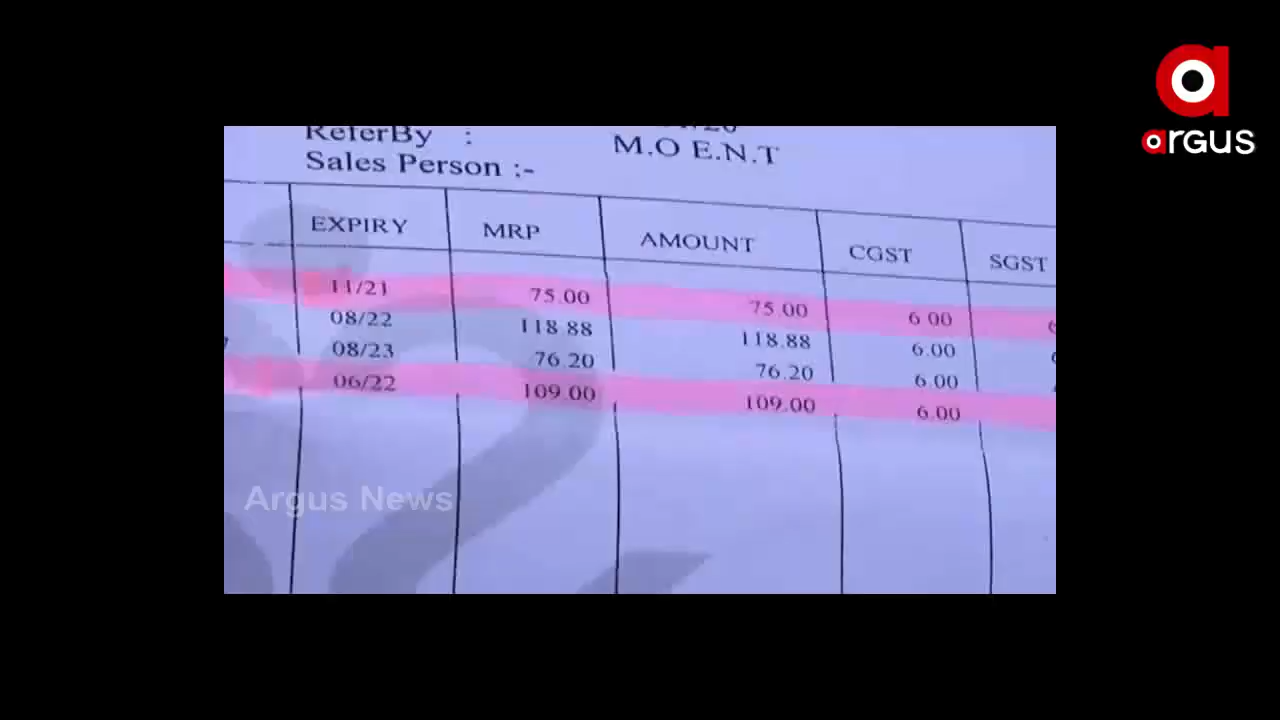 argus
ReferBy :
M.O E.N.T
Sales Person :-
EXPIRY MRP AMOUNT CGST SGST
11/21 75.00 75.00 6.00
08/22 118.88 118.88 6.00
08/23 76.20 76.20 6.00
06/22 109.00 109.00 6.00
Argus News